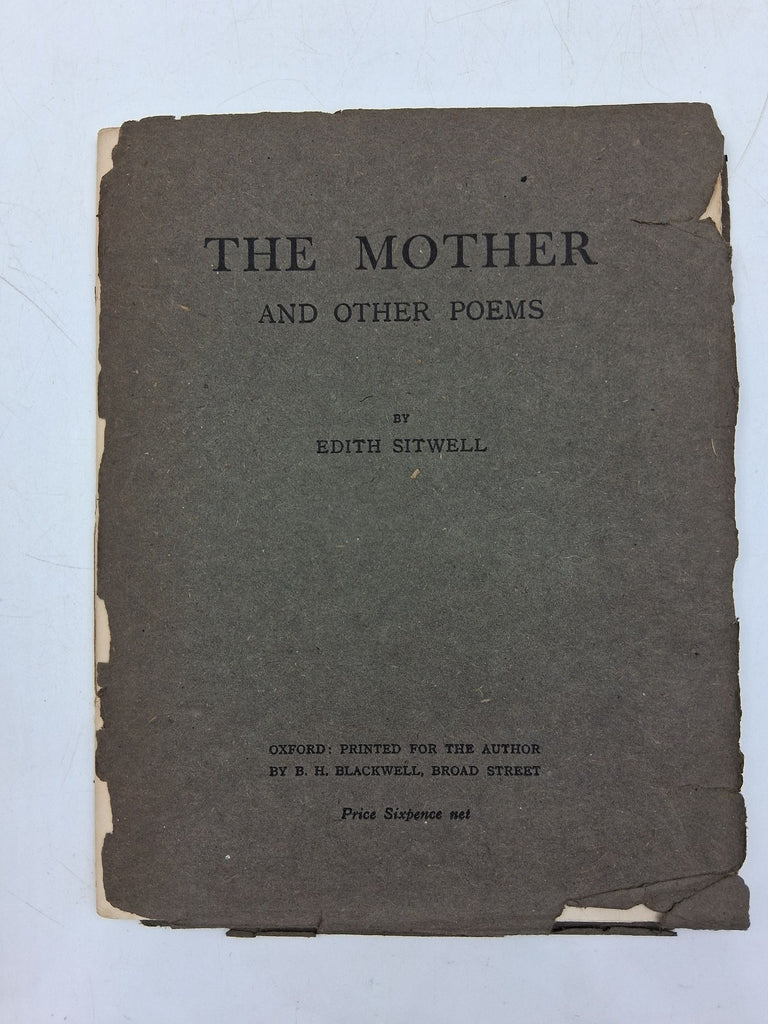 THE MOTHER
AND OTHER POEMS
BY
EDITH SITWELL
OXFORD: PRINTED FOR THE AUTHOR
BY B. H. BLACKWELL, BROAD STREET
Price Sixpence net